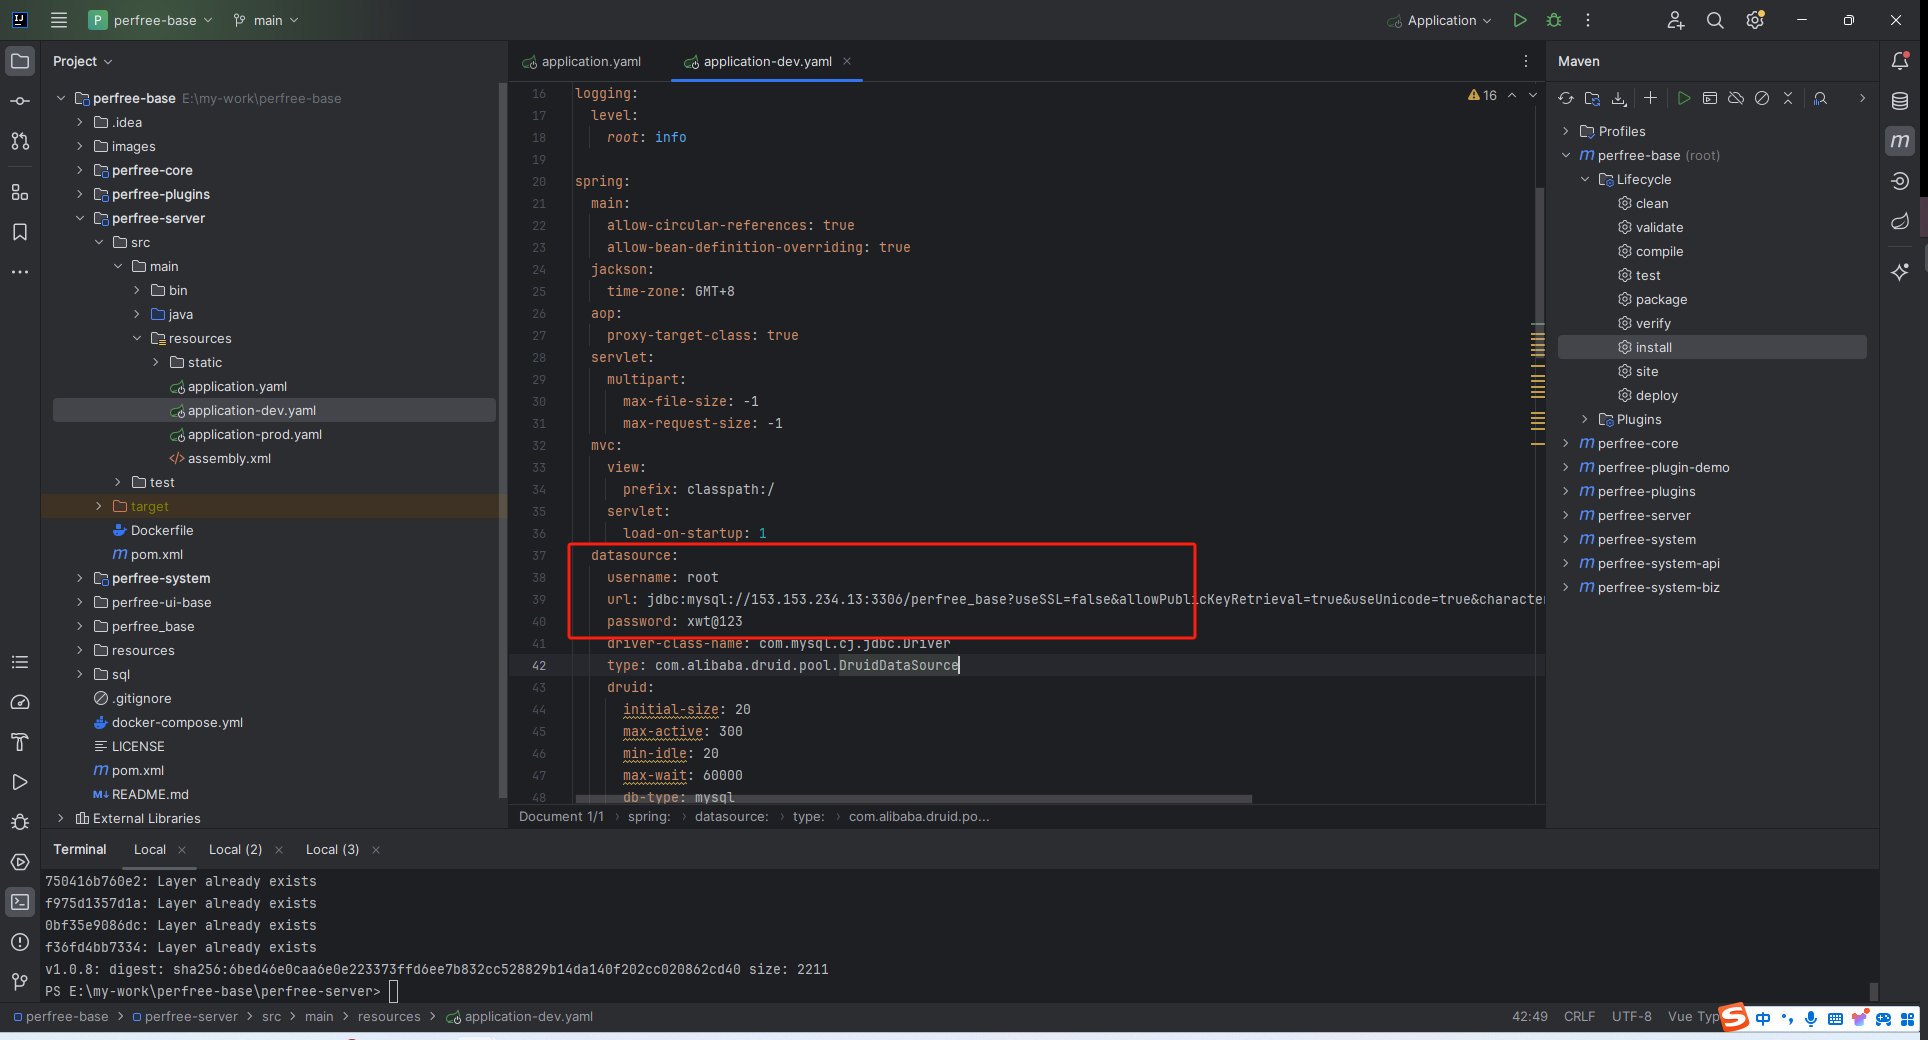 P perfree-base
main
Application
Project
perfree-base E:\my-work\perfree-base
.idea
images
perfree-core
perfree-plugins
perfree-server
src
main
bin
java
resources
static
application.yaml
application-dev.yaml
application-prod.yaml
assembly.xml
test
target
Dockerfile
pom.xml
perfree-system
perfree-ui-base
perfree_base
resources
sql
.gitignore
docker-compose.yml
LICENSE
pom.xml
README.md
External Libraries
application.yaml
application-dev.yaml
16
16 logging:
17 level:
18 root: info
19
20 spring:
21 main:
22 allow-circular-references: true
23 allow-bean-definition-overriding: true
24 jackson:
25 time-zone: GMT+8
26 aop:
27 proxy-target-class: true
28 servlet:
29 multipart:
30 max-file-size: -1
31 max-request-size: -1
32 mvc:
33 view:
34 prefix: classpath:/
35 servlet:
36 load-on-startup: 1
37 datasource:
38 username: root
39 url: jdbc:mysql://153.153.234.13:3306/perfree_base?useSSL=false&allowPublicKeyRetrieval=true&useUnicode=true&character
40 password: xwt@123
41 driver-class-name: com.mysql.cj.jdbc.Driver
42 type: com.alibaba.druid.pool.DruidDataSource
43 druid:
44 initial-size: 20
45 max-active: 300
46 min-idle: 20
47 max-wait: 60000
48 db-type: mysql
Document 1/1 › spring: › datasource: › type: › com.alibaba.druid.po...
Maven
Profiles
perfree-base (root)
Lifecycle
clean
validate
compile
test
package
verify
install
site
deploy
Plugins
perfree-core
perfree-plugin-demo
perfree-plugins
perfree-server
perfree-system
perfree-system-api
perfree-system-biz
Terminal Local Local (2) Local (3)
750416b760e2: Layer already exists
f975d1357d1a: Layer already exists
0bf35e9086dc: Layer already exists
f36fd4bb7334: Layer already exists
v1.0.8: digest: sha256:6bed46e0caa6e0e223373ffd6ee7b832cc528829b14da140f202cc020862cd40 size: 2211
PS E:\my-work\perfree-base\perfree-server>
perfree-base > perfree-server > src > main > resources > application-dev.yaml
42:49 CRLF UTF-8 Vue Typ
中